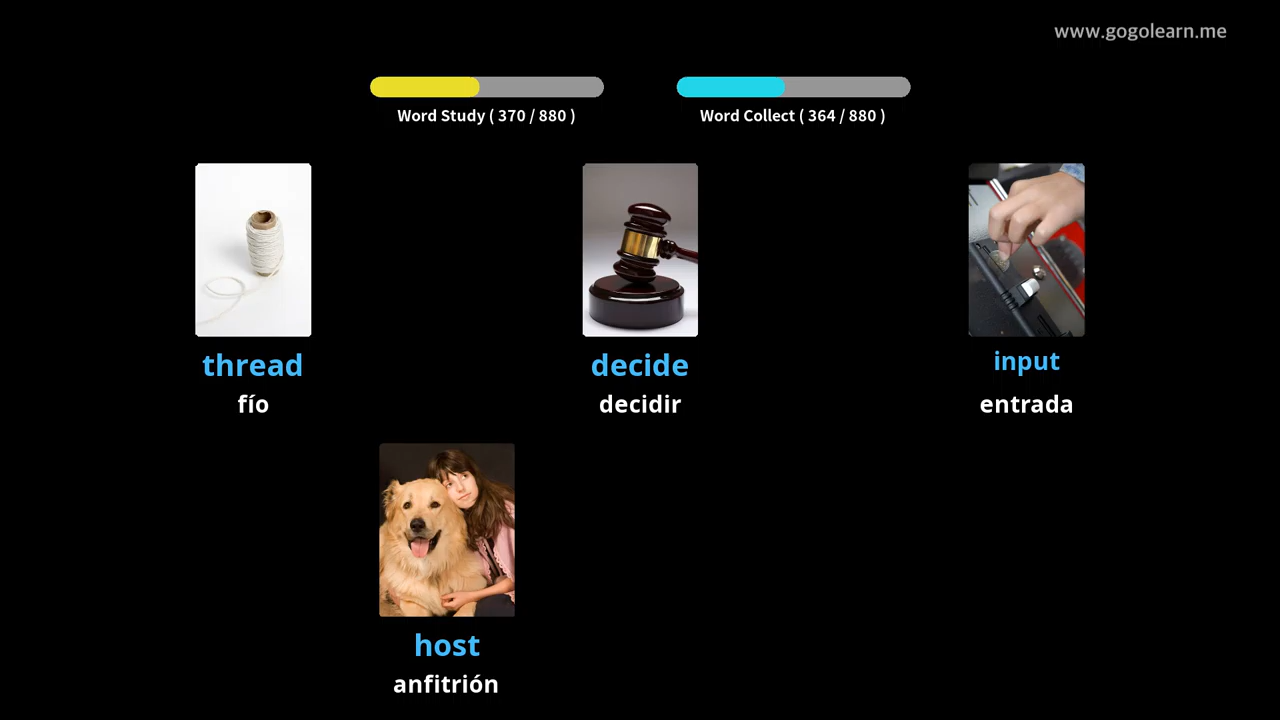 www.gogolearn.me
Word Study ( 370 / 880 )
Word Collect ( 364 / 880 )
thread
decide
input
fío
decidir
entrada
host
anfitrión